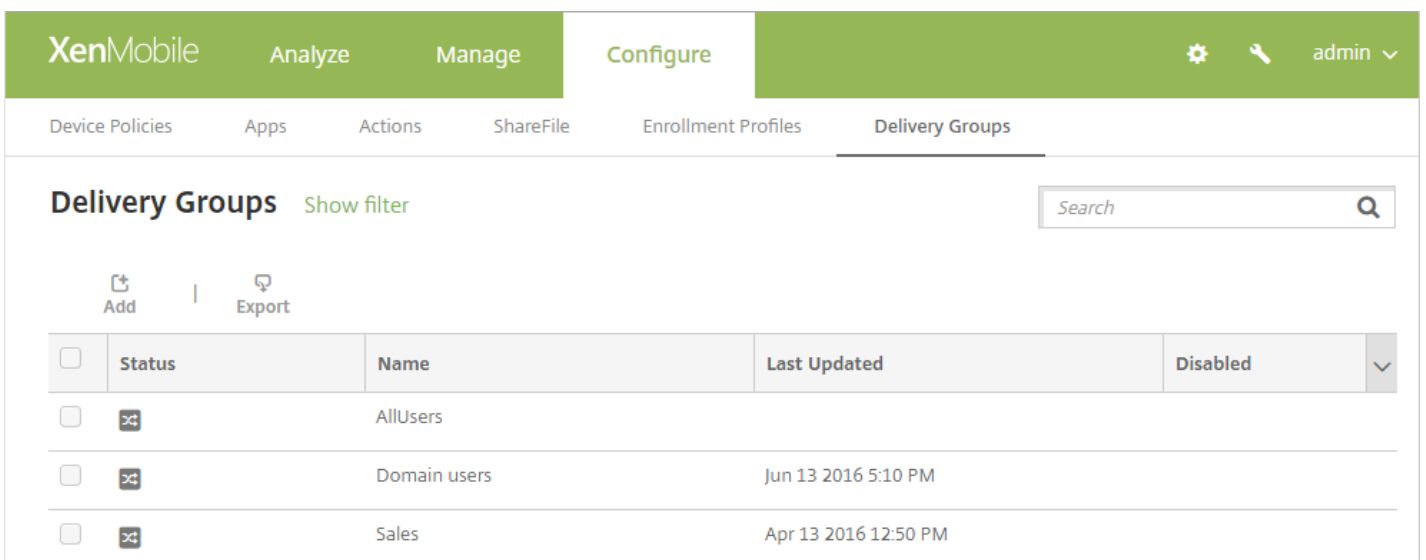 XenMobile Analyze Manage Configure admin
Device Policies Apps Actions ShareFile Enrollment Profiles Delivery Groups
Delivery Groups Show filter Search
Add | Export
Status Name Last Updated Disabled
AllUsers
Domain users Jun 13 2016 5:10 PM
Sales Apr 13 2016 12:50 PM